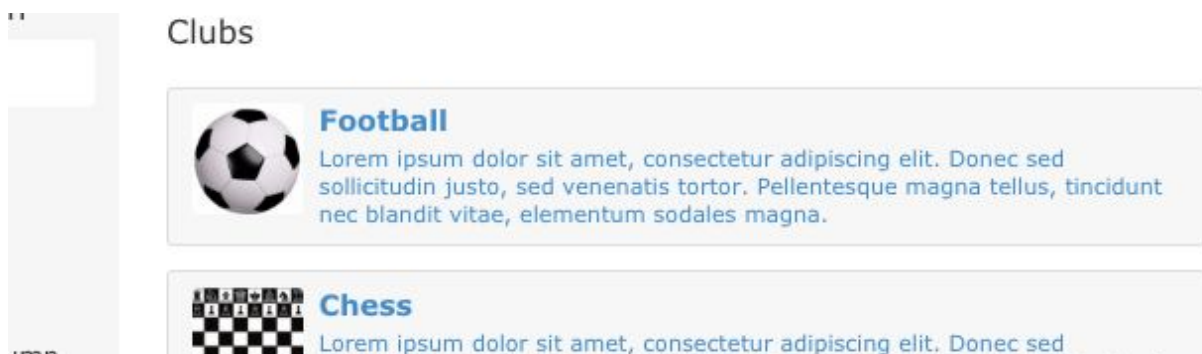 Clubs
Football
Lorem ipsum dolor sit amet, consectetur adipiscing elit. Donec sed
sollicitudin justo, sed venenatis tortor. Pellentesque magna tellus, tincidunt
nec blandit vitae, elementum sodales magna.
Chess
Lorem ipsum dolor sit amet, consectetur adipiscing elit. Donec sed